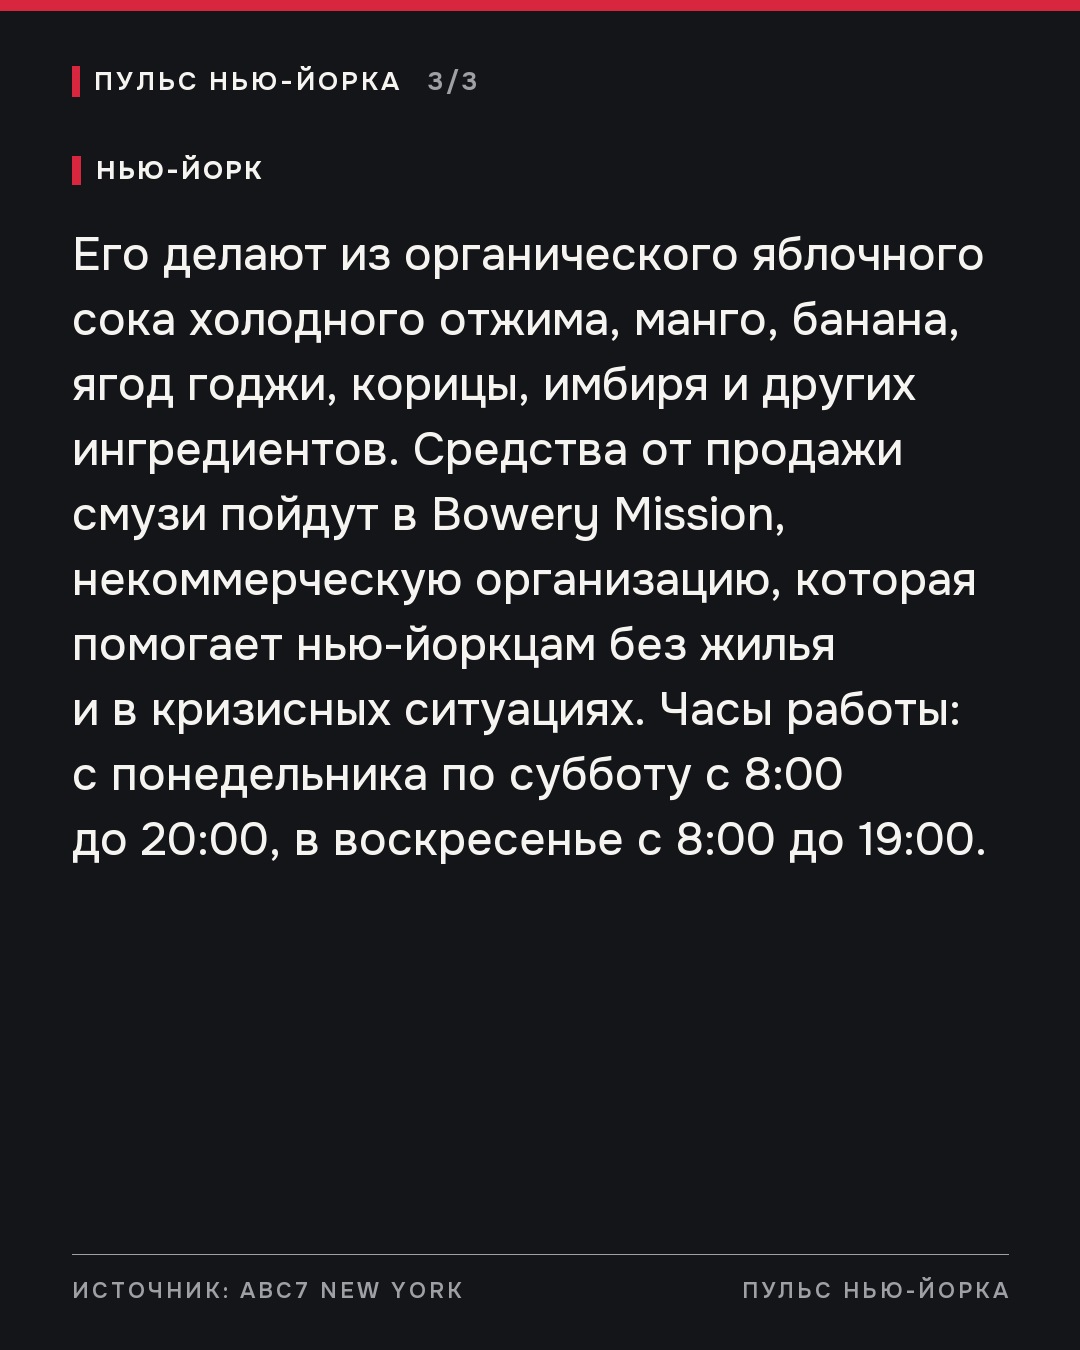 ПУЛЬС НЬЮ-ЙОРКА 3/3
НЬЮ-ЙОРК
Его делают из органического яблочного
сока холодного отжима, манго, банана,
ягод годжи, корицы, имбиря и других
ингредиентов. Средства от продажи
смузи пойдут в Bowery Mission,
некоммерческую организацию, которая
помогает нью-йоркцам без жилья
и в кризисных ситуациях. Часы работы:
с понедельника по субботу с 8:00
до 20:00, в воскресенье с 8:00 до 19:00.
ИСТОЧНИК: ABC7 NEW YORK ПУЛЬС НЬЮ-ЙОРКА